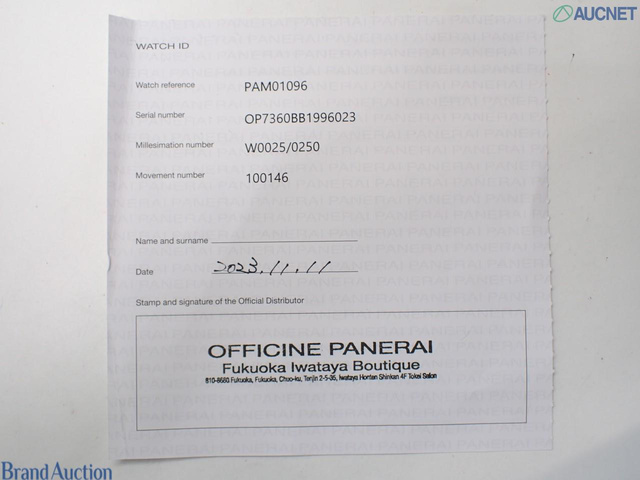 AUCNET
WATCH ID
Watch reference PAM01096
Serial number OP7360BB1996023
Millesimation number W0025/0250
Movement number 100146
Name and surname
Date 2023.11.11
Stamp and signature of the Official Distributor
OFFICINE PANERAI
Fukuoka Iwataya Boutique
810-8680 Fukuoka, Fukuoka, Chuo-ku, Tenjin 2-5-35, Iwataya Honten Shinkan 4F Tokei Salon
Brand Auction